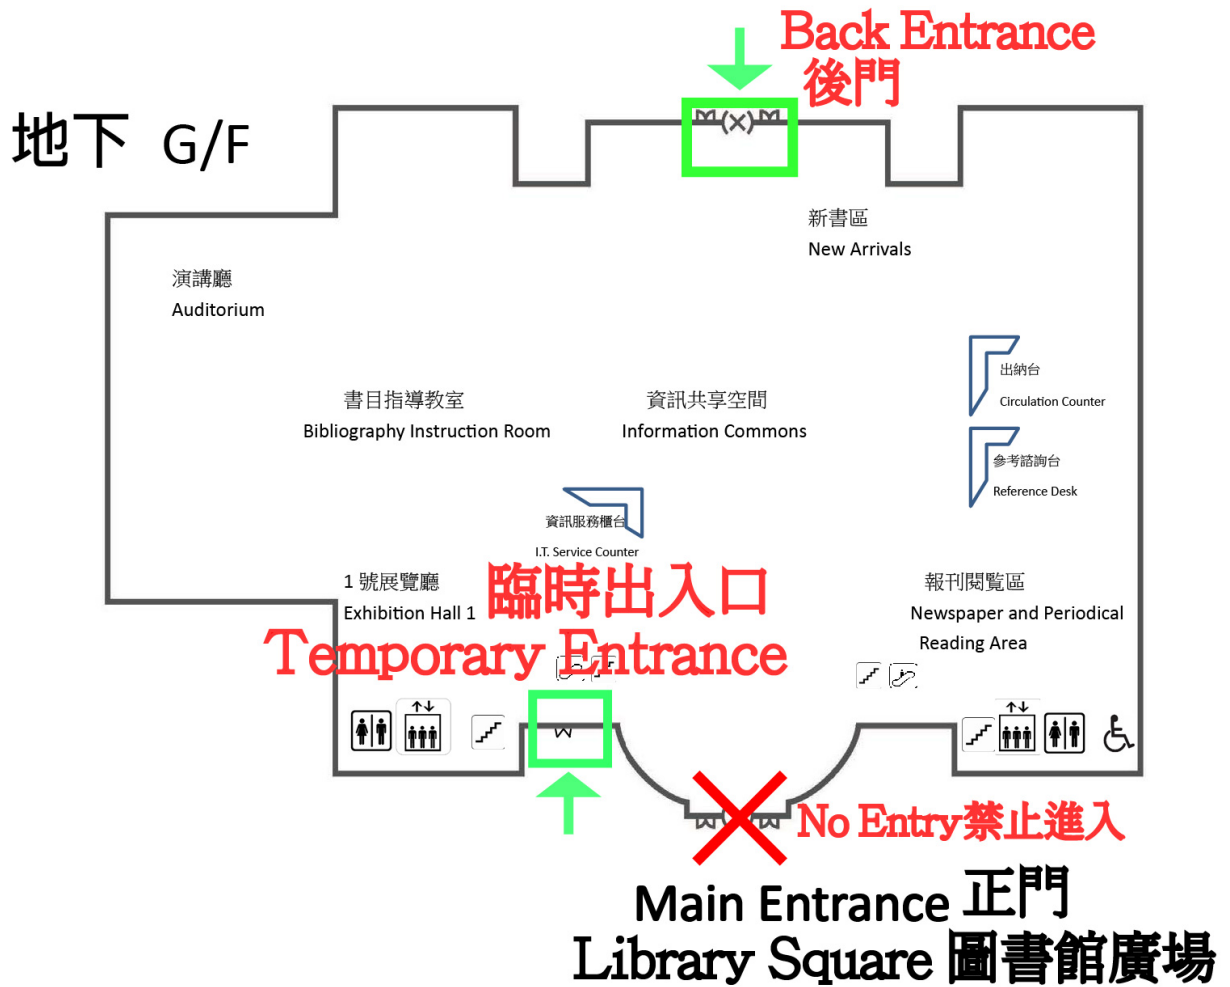 Back Entrance
後門
地下 G/F
新書區
New Arrivals
演講廳
Auditorium
出納台
Circulation Counter
書目指導教室
Bibliography Instruction Room
資訊共享空間
Information Commons
參考諮詢台
Reference Desk
資訊服務櫃台
I.T. Service Counter
1 號展覽廳
Exhibition Hall 1
臨時出入口
Temporary Entrance
報刊閱覽區
Newspaper and Periodical
Reading Area
No Entry禁止進入
Main Entrance 正門
Library Square 圖書館廣場